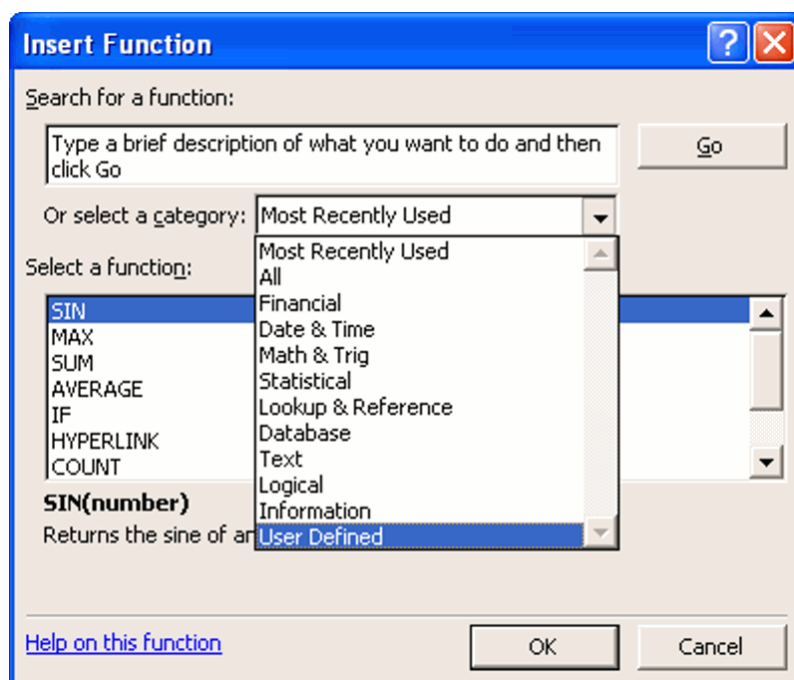 Insert Function
Search for a function:
Type a brief description of what you want to do and then
click Go
Go
Or select a category:
Most Recently Used
Most Recently Used
All
Financial
Date & Time
Math & Trig
Statistical
Lookup & Reference
Database
Text
Logical
Information
User Defined
Select a function:
SIN
MAX
SUM
AVERAGE
IF
HYPERLINK
COUNT
SIN(number)
Returns the sine of
Help on this function
OK
Cancel